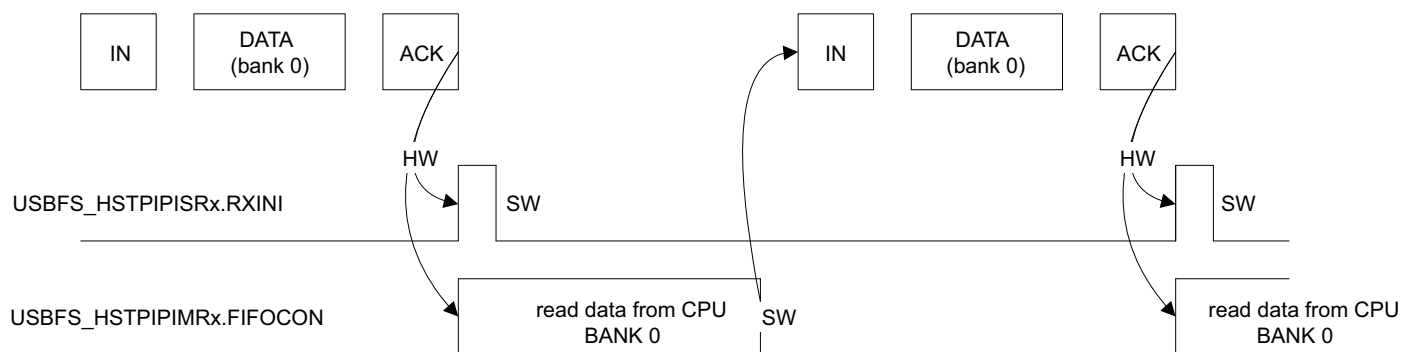 IN
DATA
(bank 0)
ACK
IN
DATA
(bank 0)
ACK
HW
HW
USBFS_HSTPIPISRx.RXINI
SW
SW
USBFS_HSTPIPIMRx.FIFOCON
read data from CPU
BANK 0
SW
read data from CPU
BANK 0